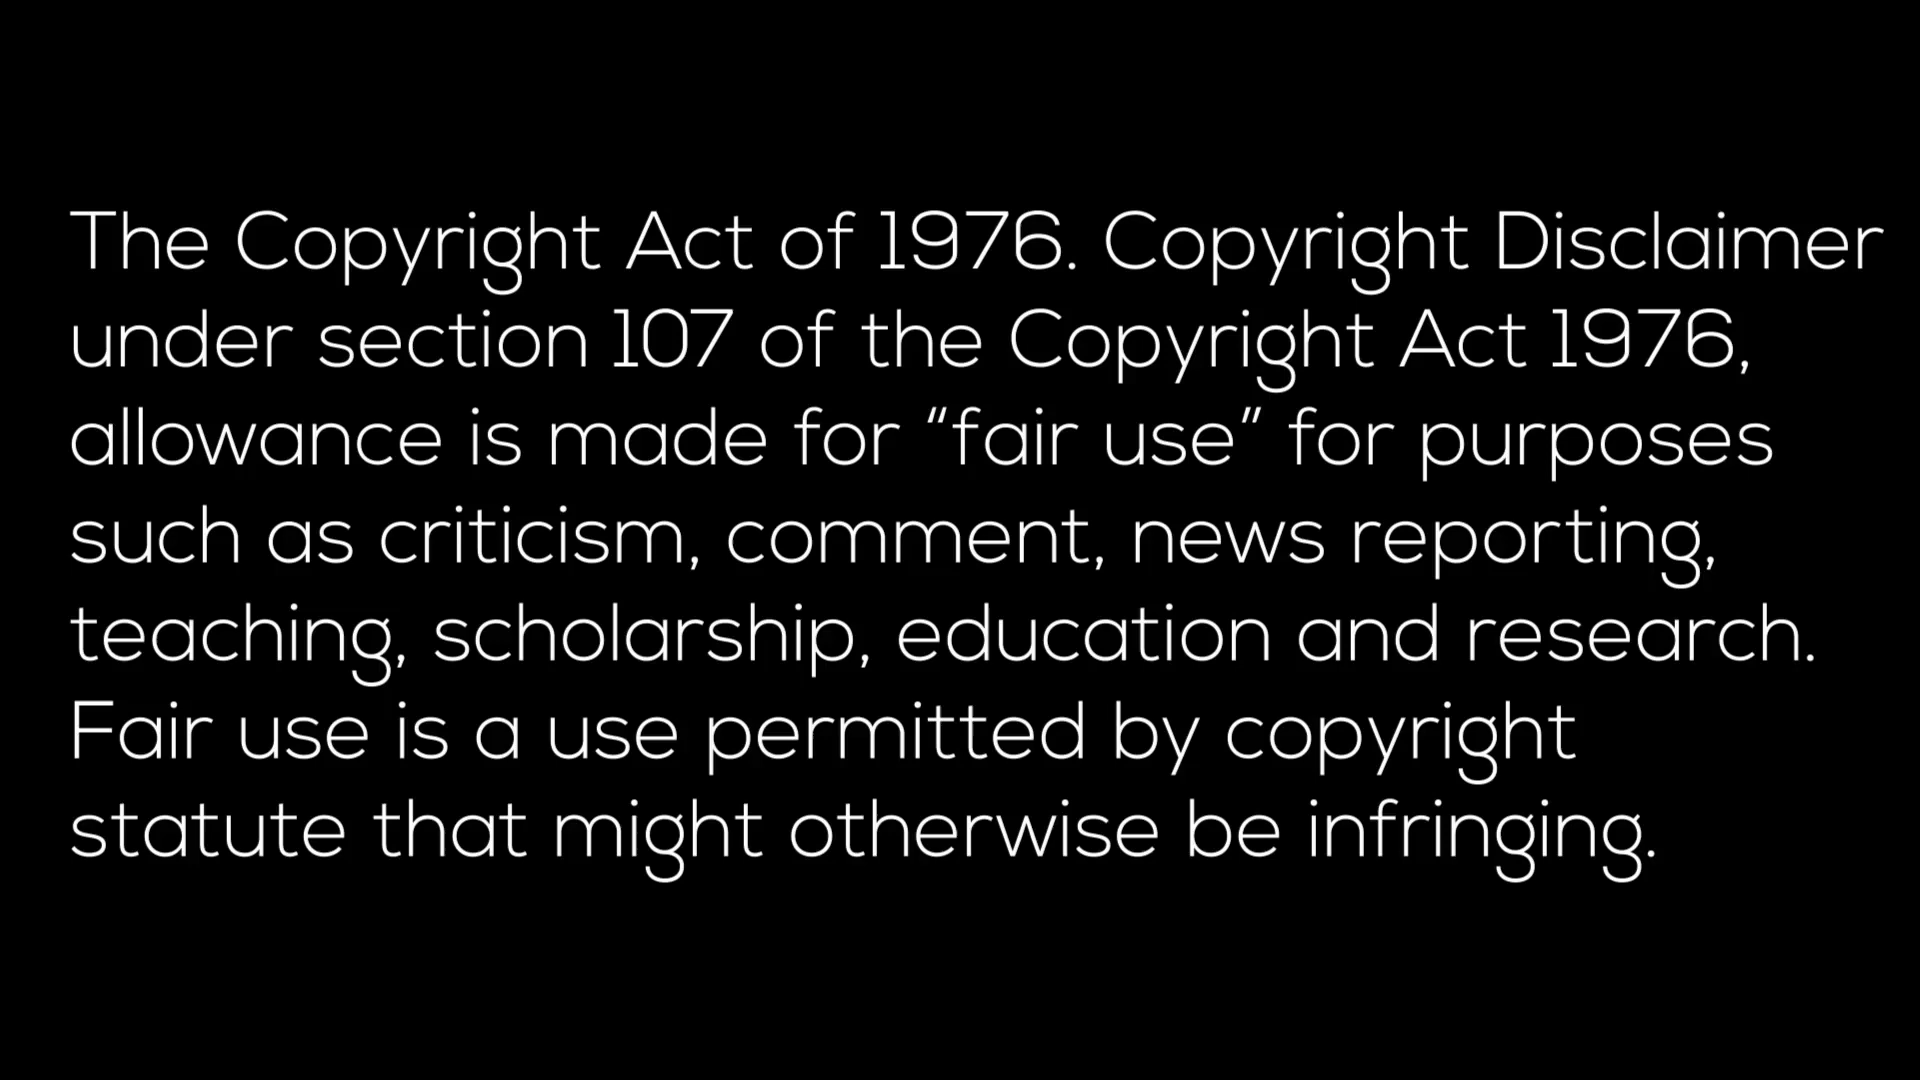 The Copyright Act of 1976. Copyright Disclaimer
under section 107 of the Copyright Act 1976,
allowance is made for “fair use” for purposes
such as criticism, comment, news reporting,
teaching, scholarship, education and research.
Fair use is a use permitted by copyright
statute that might otherwise be infringing.